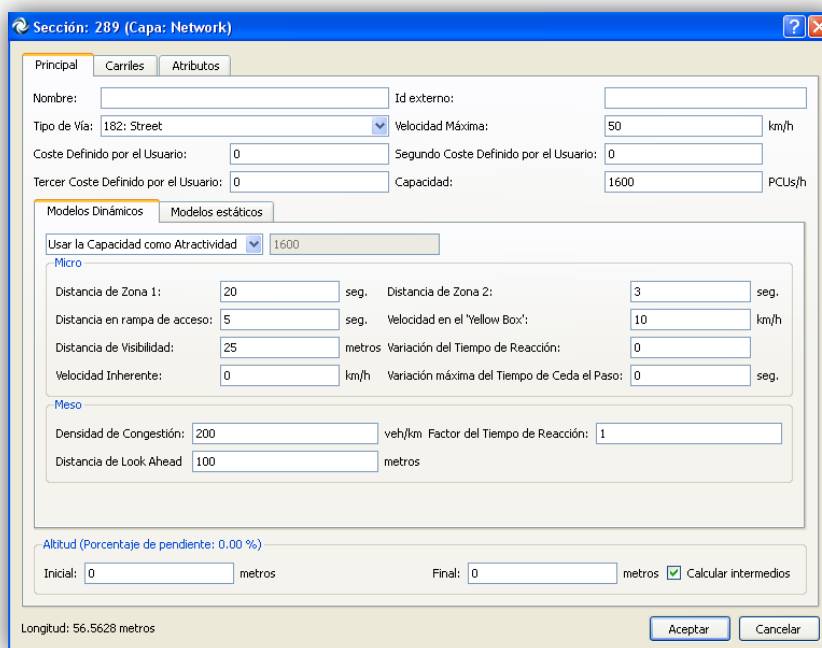 Sección: 289 (Capa: Network)
Principal Carriles Atributos
Nombre: Id externo:
Tipo de Vía: 182: Street Velocidad Máxima: 50 km/h
Coste Definido por el Usuario: 0 Segundo Coste Definido por el Usuario: 0
Tercer Coste Definido por el Usuario: 0 Capacidad: 1600 PCUs/h
Modelos Dinámicos Modelos estáticos
Usar la Capacidad como Atractividad 1600
Micro
Distancia de Zona 1: 20 seg. Distancia de Zona 2: 3 seg.
Distancia en rampa de acceso: 5 seg. Velocidad en el 'Yellow Box': 10 km/h
Distancia de Visibilidad: 25 metros Variación del Tiempo de Reacción: 0
Velocidad Inherente: 0 km/h Variación máxima del Tiempo de Ceda el Paso: 0 seg.
Meso
Densidad de Congestión: 200 veh/km Factor del Tiempo de Reacción: 1
Distancia de Look Ahead 100 metros
Altitud (Porcentaje de pendiente: 0.00 %)
Inicial: 0 metros Final: 0 metros Calcular intermedios
Longitud: 56.5628 metros Aceptar Cancelar